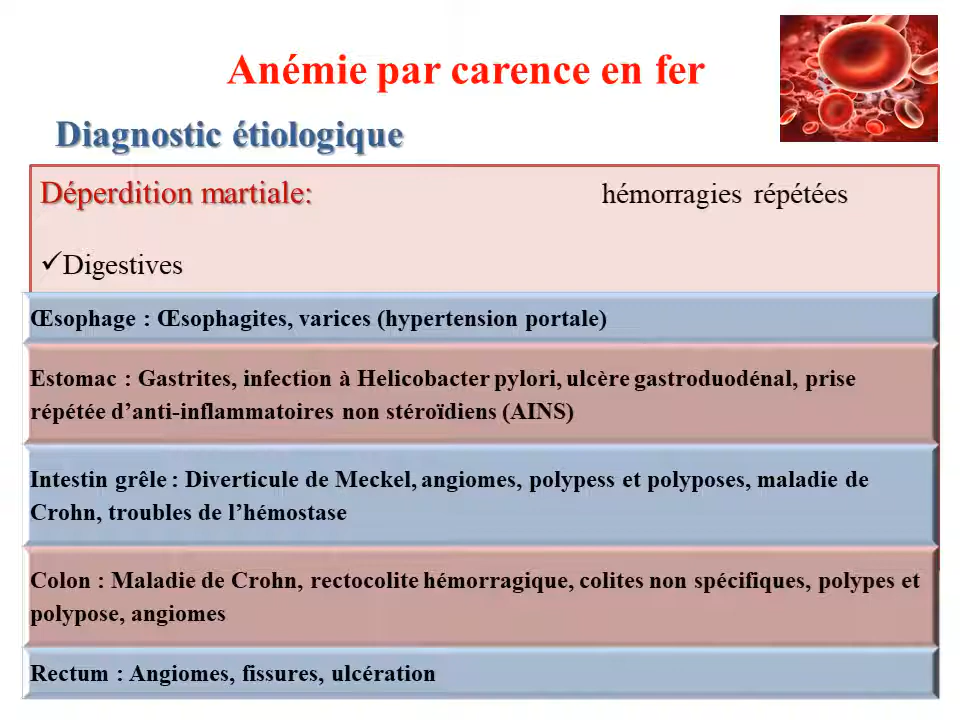 Anémie par carence en fer
Diagnostic étiologique
Déperdition martiale: hémorragies répétées
✓Digestives
Œsophage : Œsophagites, varices (hypertension portale)
Estomac : Gastrites, infection à Helicobacter pylori, ulcère gastroduodénal, prise
répétée d’anti-inflammatoires non stéroïdiens (AINS)
Intestin grêle : Diverticule de Meckel, angiomes, polypess et polyposes, maladie de
Crohn, troubles de l’hémostase
Colon : Maladie de Crohn, rectocolite hémorragique, colites non spécifiques, polypes et
polypose, angiomes
Rectum : Angiomes, fissures, ulcération